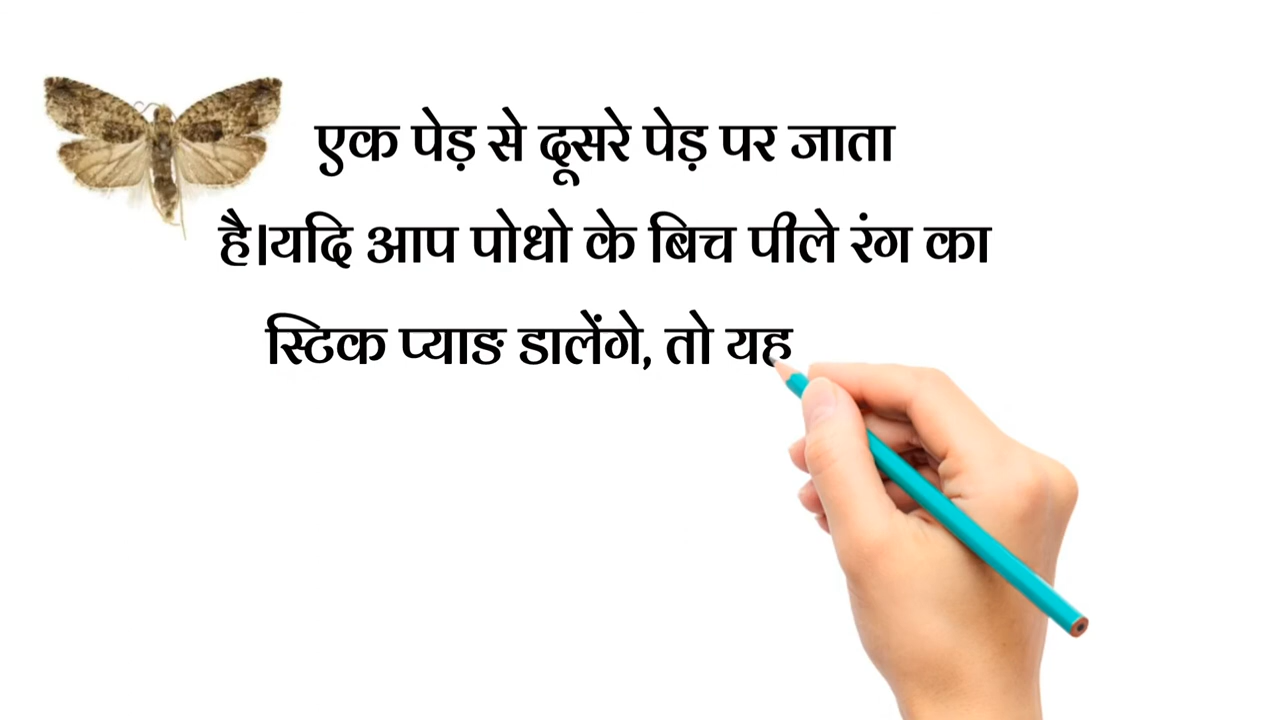 एक पेड़ से दूसरे पेड़ पर जाता
है।यदि आप पोधो के बिच पीले रंग का
स्टिक प्याङ डालेंगे, तो यह